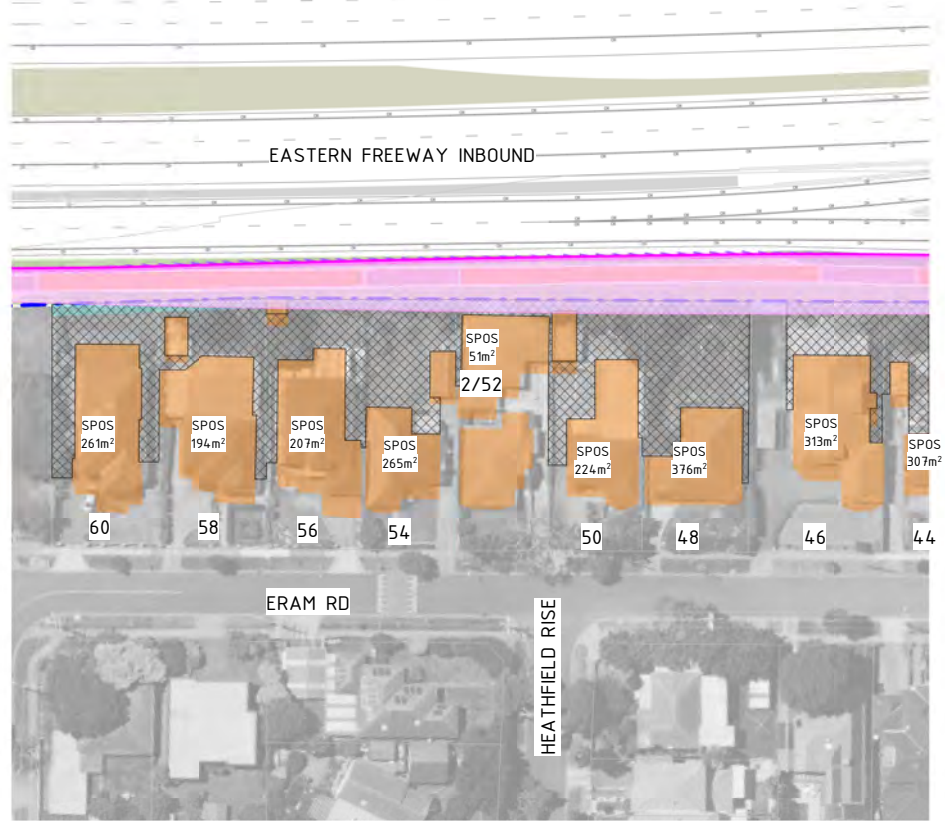 EASTERN FREEWAY INBOUND
SPOS
51m²
2/52
SPOS
261m²
SPOS
194m²
SPOS
207m²
SPOS
265m²
SPOS
224m²
SPOS
376m²
SPOS
313m²
SPOS
307m²
60
58
56
54
50
48
46
44
ERAM RD
HEATHFIELD RISE